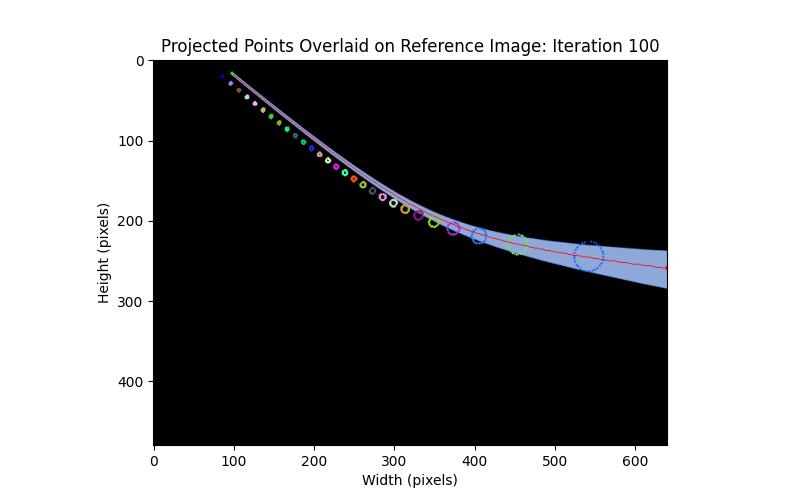 Projected Points Overlaid on Reference Image: Iteration 100
0
100
200
300
400
Height (pixels)
0 100 200 300 400 500 600
Width (pixels)